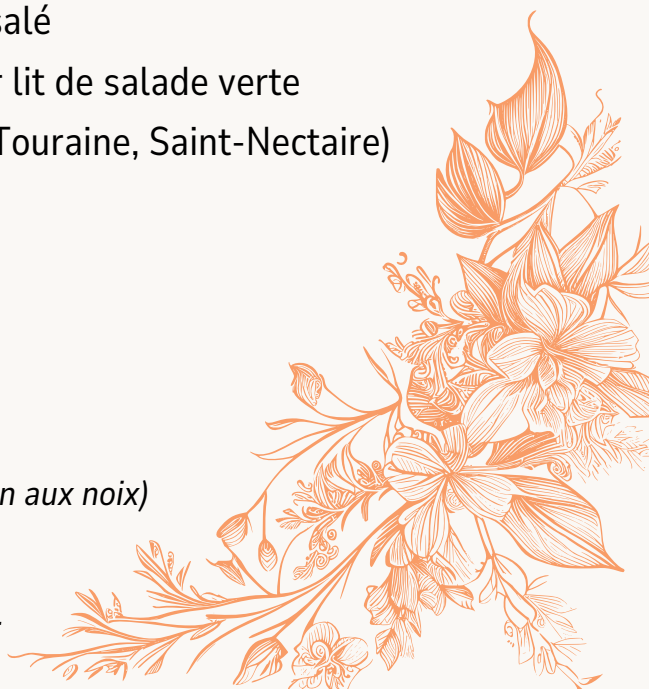 salé
lit de salade verte
Touraine, Saint-Nectaire)
n aux noix)
.